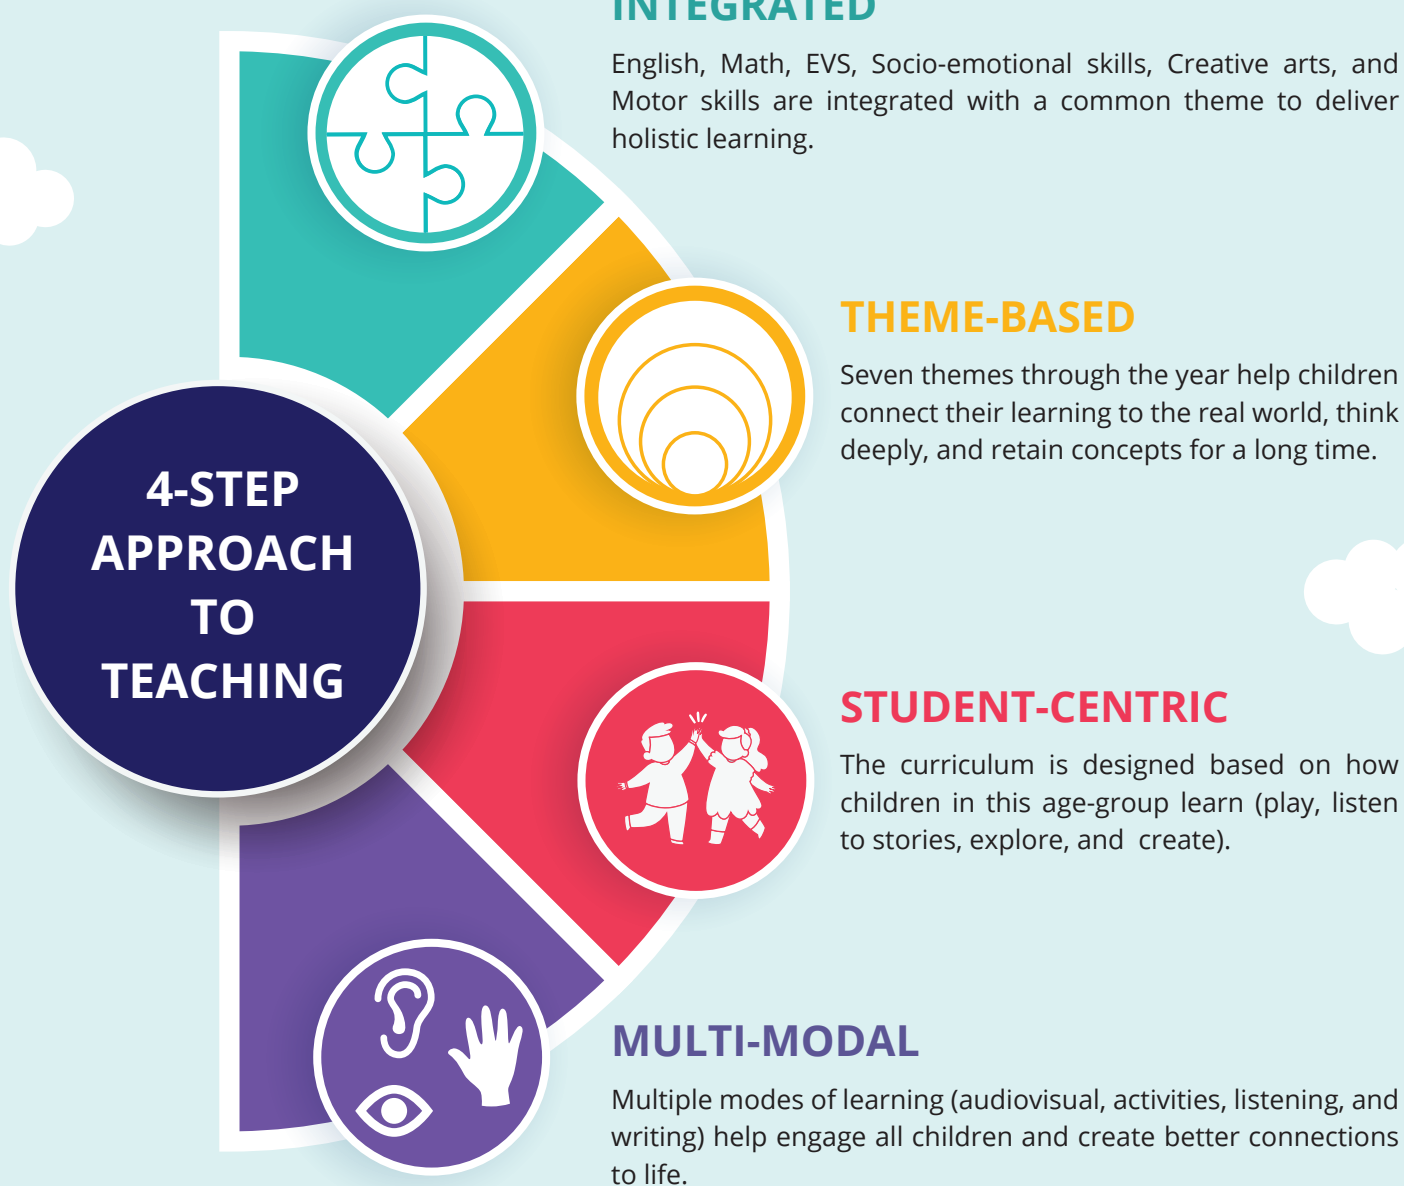 INTEGRATED
English, Math, EVS, Socio-emotional skills, Creative arts, and
Motor skills are integrated with a common theme to deliver
holistic learning.
THEME-BASED
Seven themes through the year help children
connect their learning to the real world, think
deeply, and retain concepts for a long time.
4-STEP
APPROACH
TO
TEACHING
STUDENT-CENTRIC
The curriculum is designed based on how
children in this age-group learn (play, listen
to stories, explore, and create).
MULTI-MODAL
Multiple modes of learning (audiovisual, activities, listening, and
writing) help engage all children and create better connections
to life.